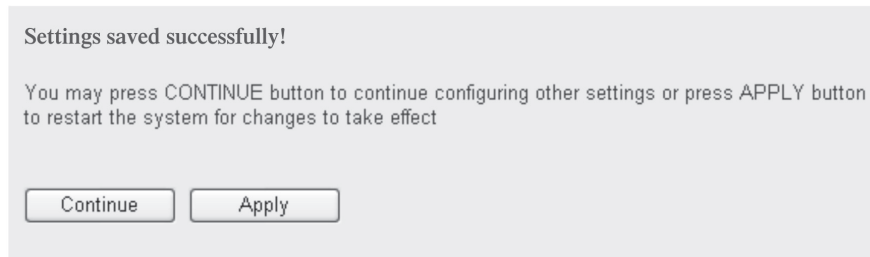 Settings saved successfully!
You may press CONTINUE button to continue configuring other settings or press APPLY button
to restart the system for changes to take effect
Continue
Apply